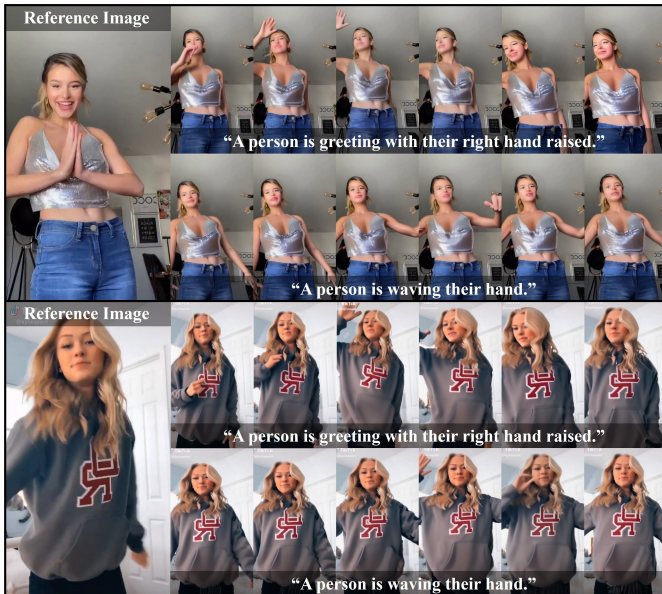 Reference Image
“A person is greeting with their right hand raised.”
“A person is waving their hand.”
Reference Image
“A person is greeting with their right hand raised.”
“A person is waving their hand.”